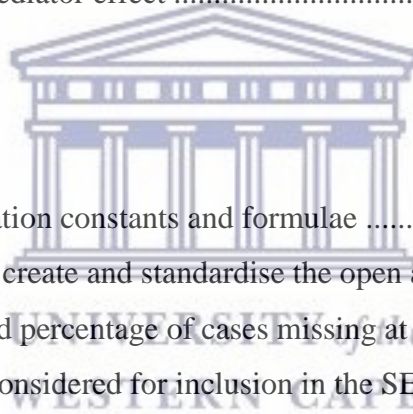 ediator effect ........................................
ation constants and formulae ......
create and standardise the open a
d percentage of cases missing at
UNIVERSITY of the
onsidered for inclusion in the SE
WESTERN CAPE